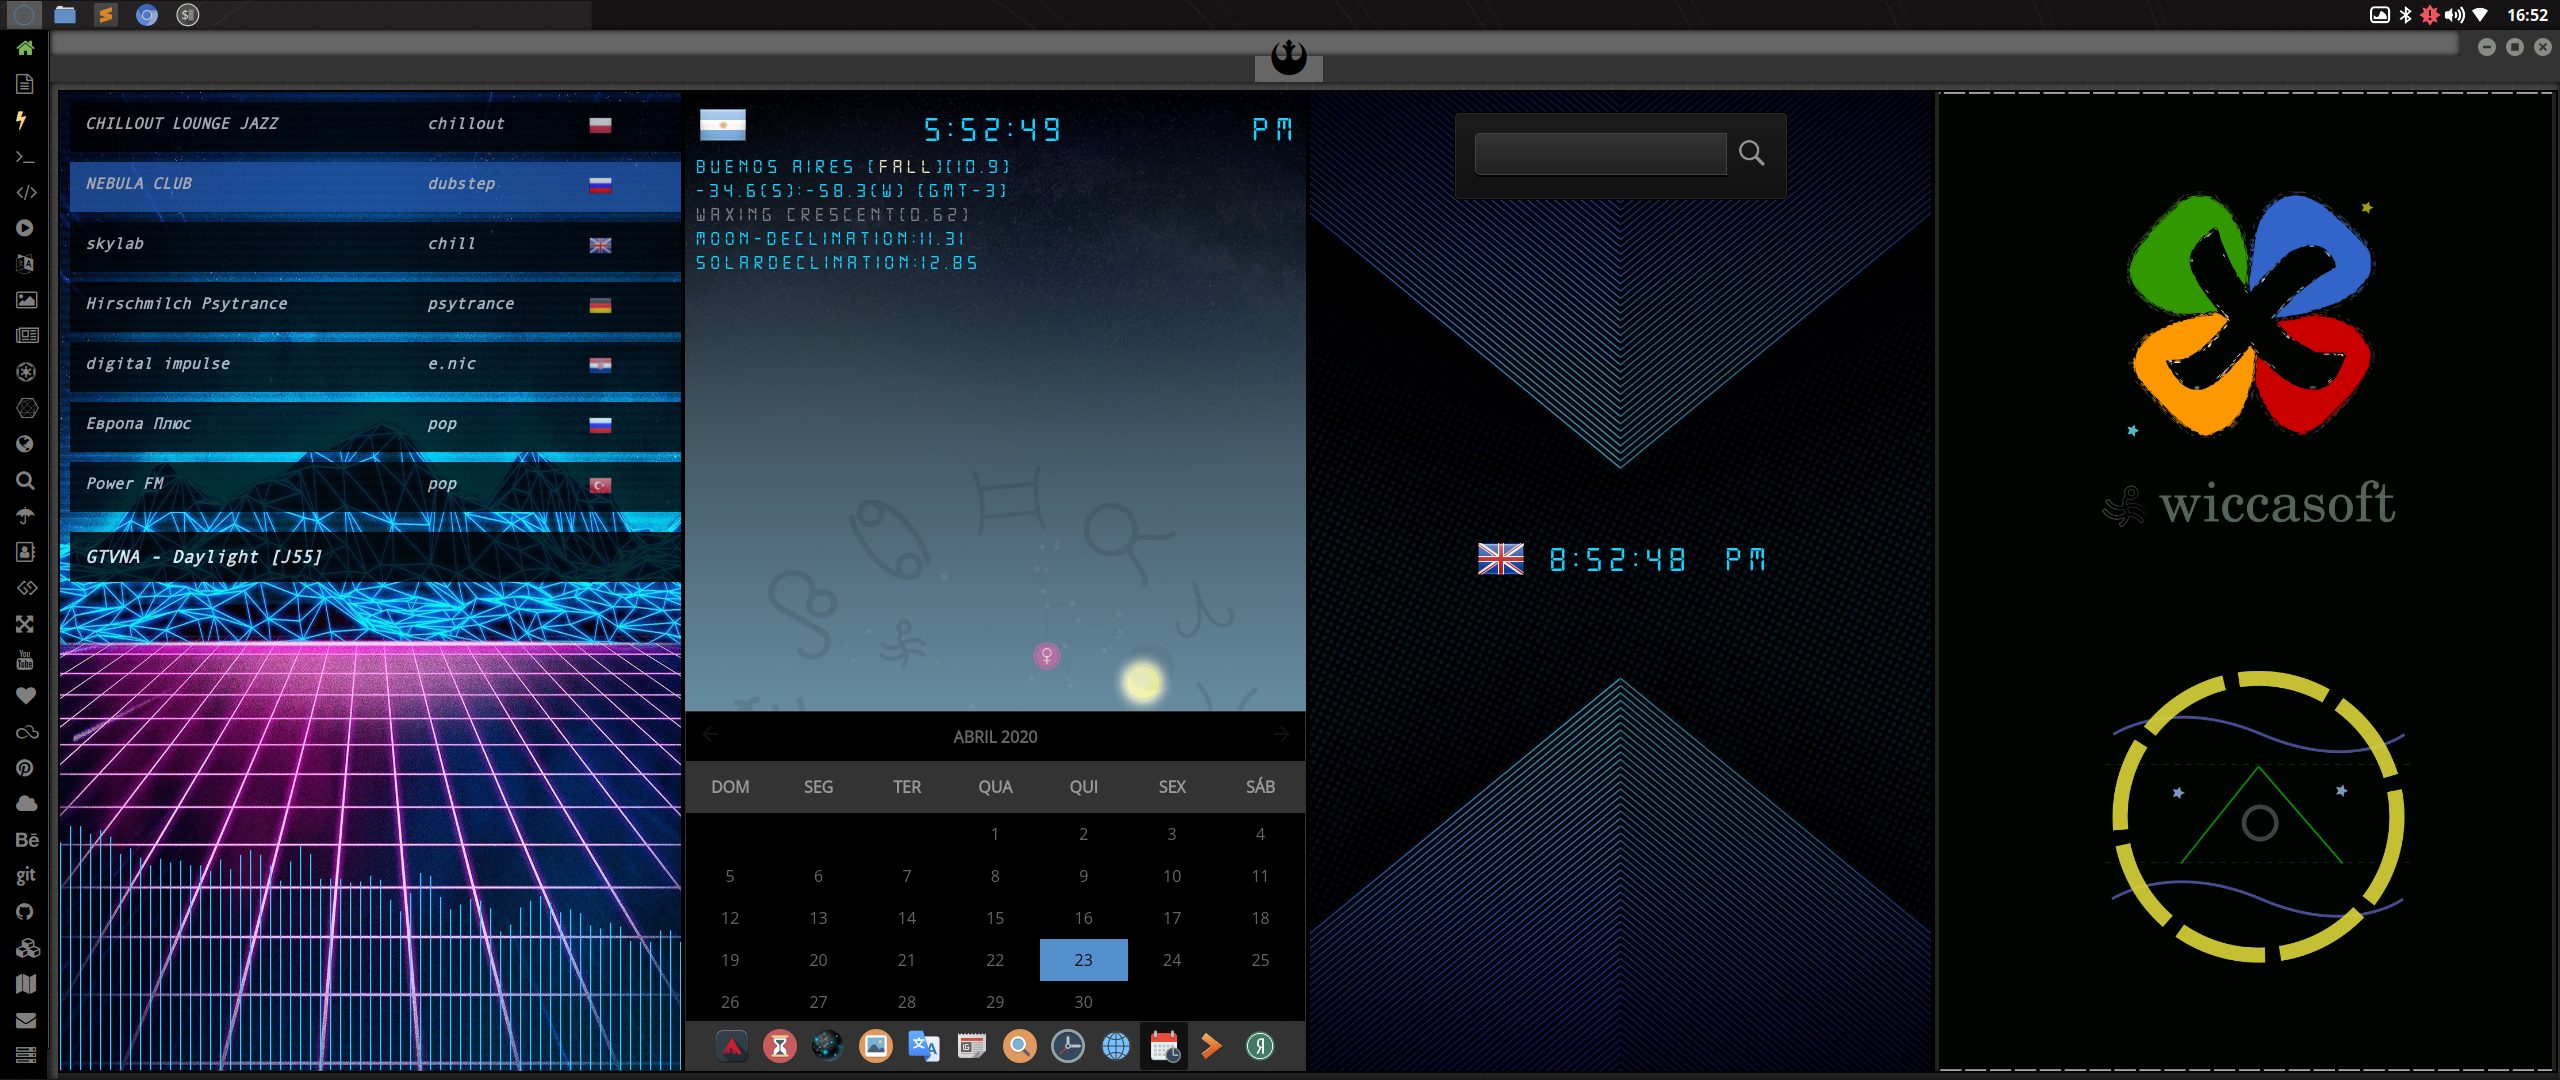 16:52
CHILLOUT LOUNGE JAZZ chillout
NEBULA CLUB dubstep
skylab chill
Hirschmilch Psytrance psytrance
digital impulse e.nic
Европа Плюс pop
Power FM pop
GTVNA - Daylight [J55]
You
Tube
Bē
git
5:52:49 PM
BUENOS AIRES [FALL][10.9]
-34.6(S):-58.3(W) [GMT-3]
WAXING CRESCENT[0.62]
MOON-DECLINATION:11.31
SOLARDECLINATION:12.85
ABRIL 2020
DOM SEG TER QUA QUI SEX SÁB
1 2 3 4
5 6 7 8 9 10 11
12 13 14 15 16 17 18
19 20 21 22 23 24 25
26 27 28 29 30
8:52:48 PM
wiccasoft